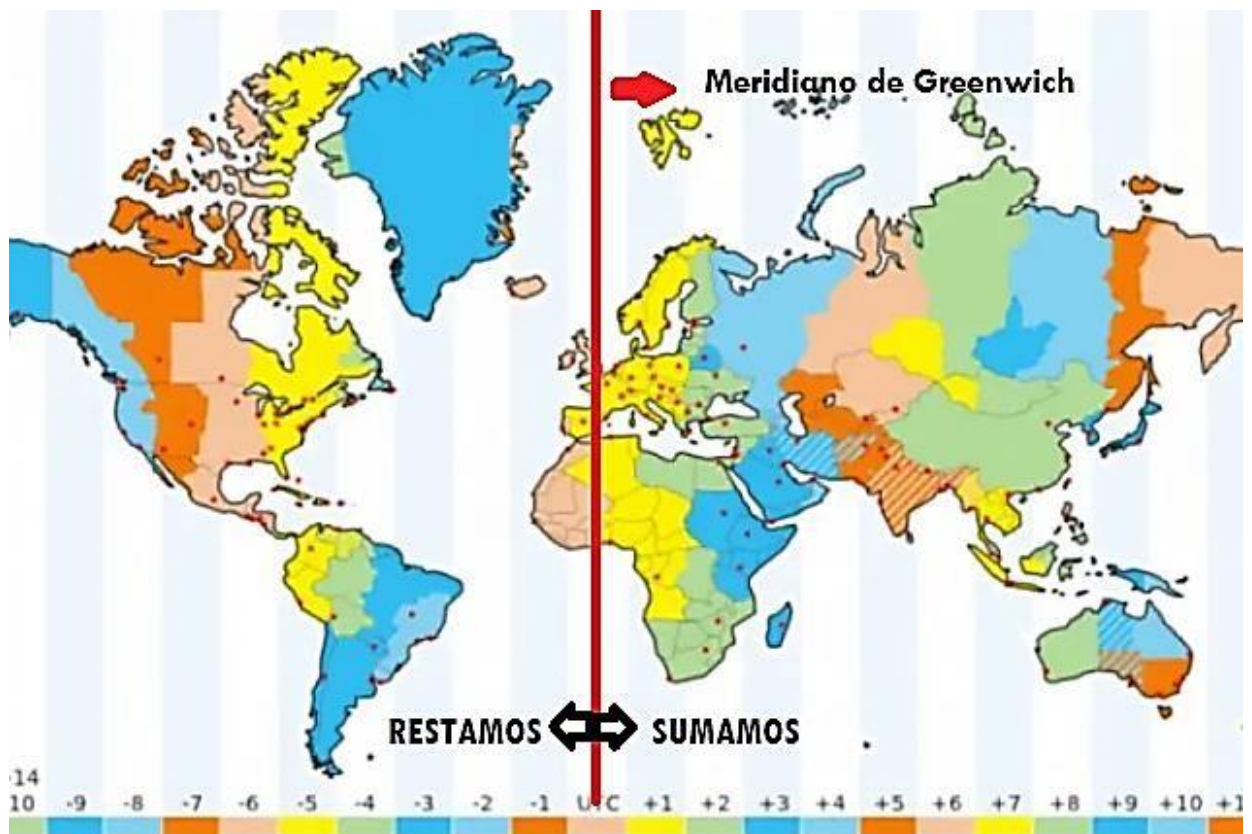 Meridiano de Greenwich
RESTAMOS SUMAMOS
-14
10 -9 -8 -7 -6 -5 -4 -3 -2 -1 UTC +1 +2 +3 +4 +5 +6 +7 +8 +9 +10 +1